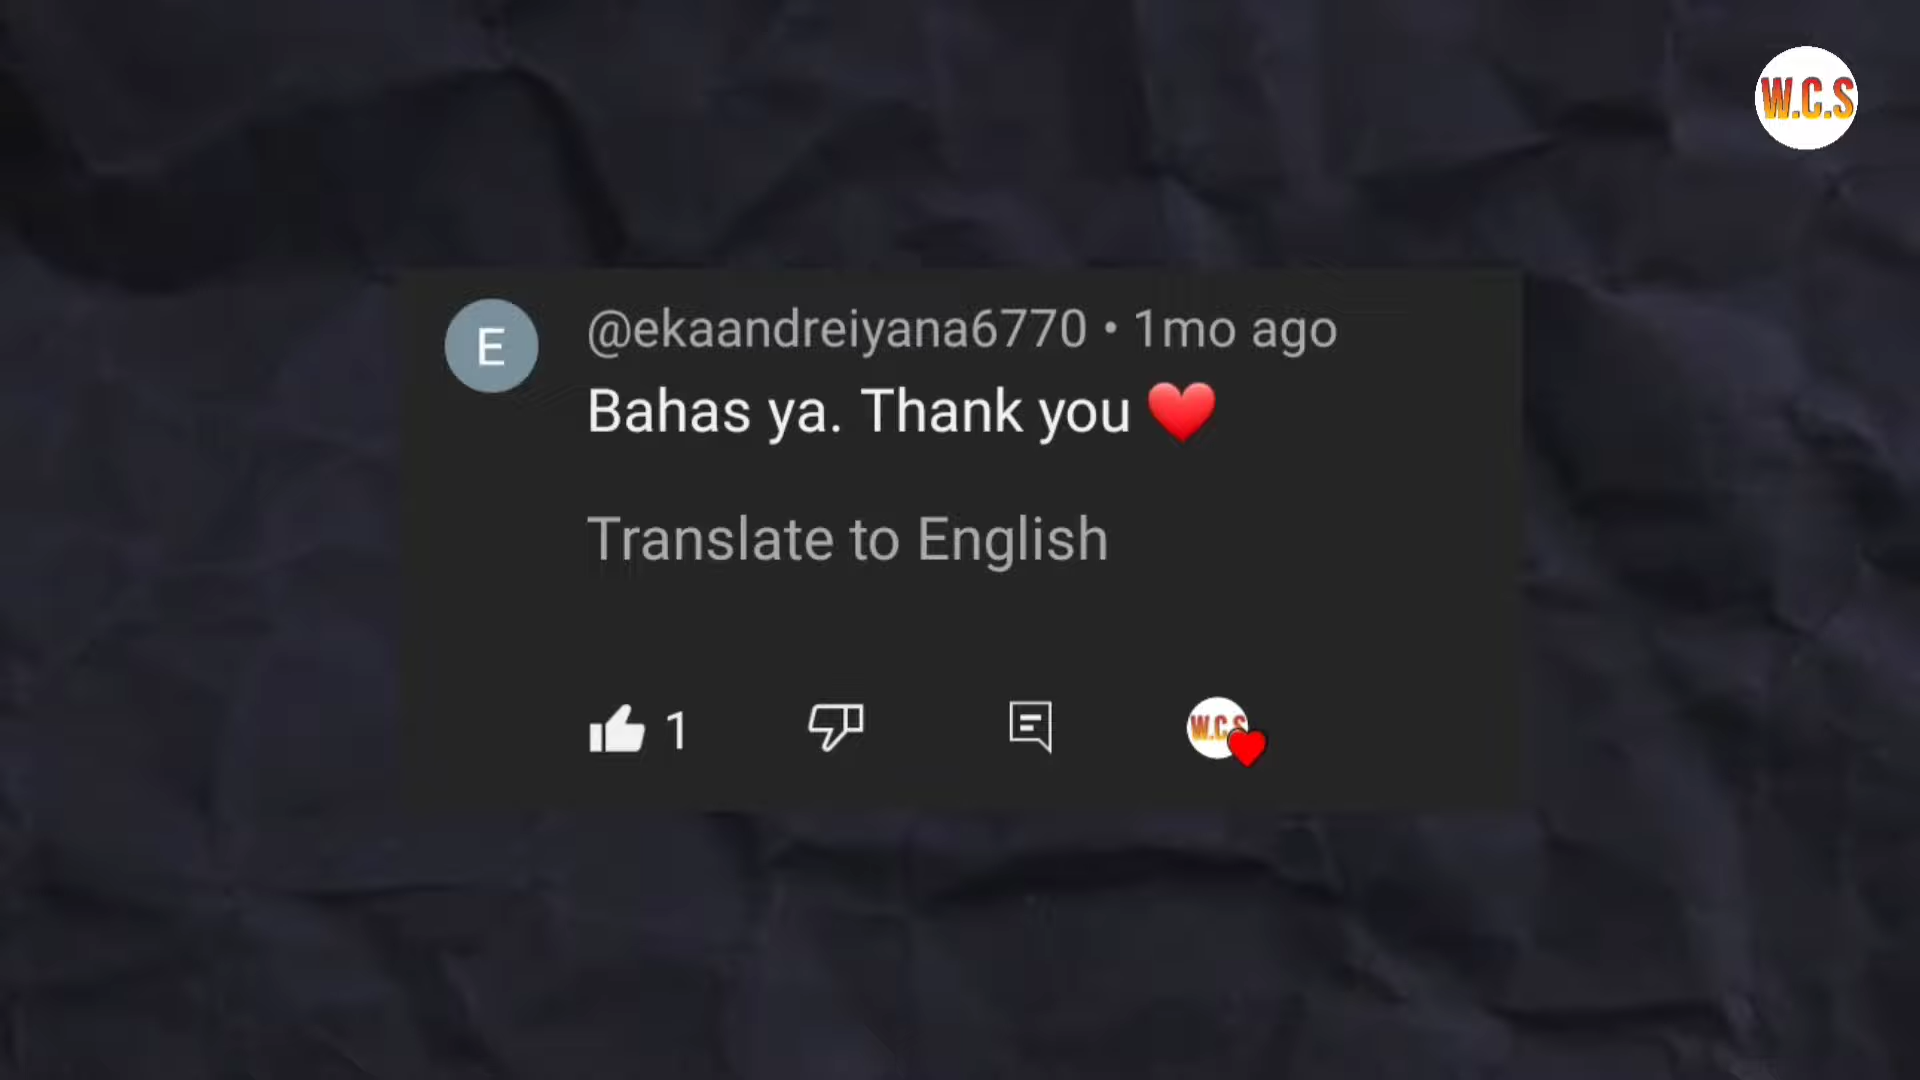 W.C.S
E
@ekaandreiyana6770 • 1mo ago
Bahas ya. Thank you ❤️
Translate to English
1
W.C.S